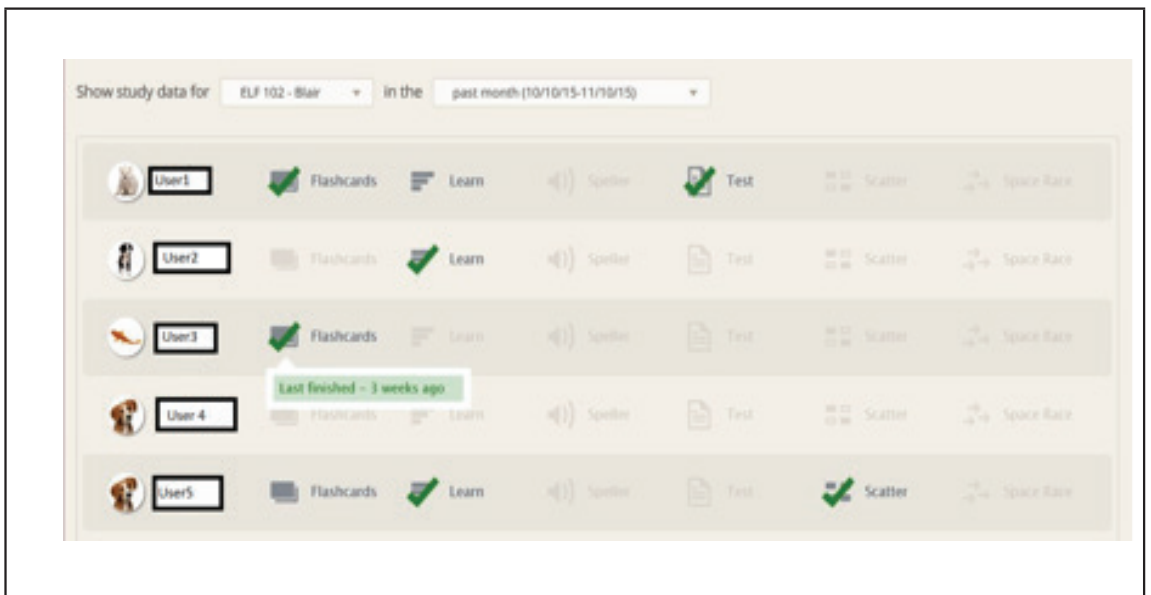 Show study data for ELF 102 - Blair in the past month (10/10/15-11/10/15)
User1 Flashcards Learn Speller Test Scatter Space Race
User2 Flashcards Learn Speller Test Scatter Space Race
User3 Flashcards Learn Speller Test Scatter Space Race
Last finished – 3 weeks ago
User 4 Flashcards Learn Speller Test Scatter Space Race
User5 Flashcards Learn Speller Test Scatter Space Race